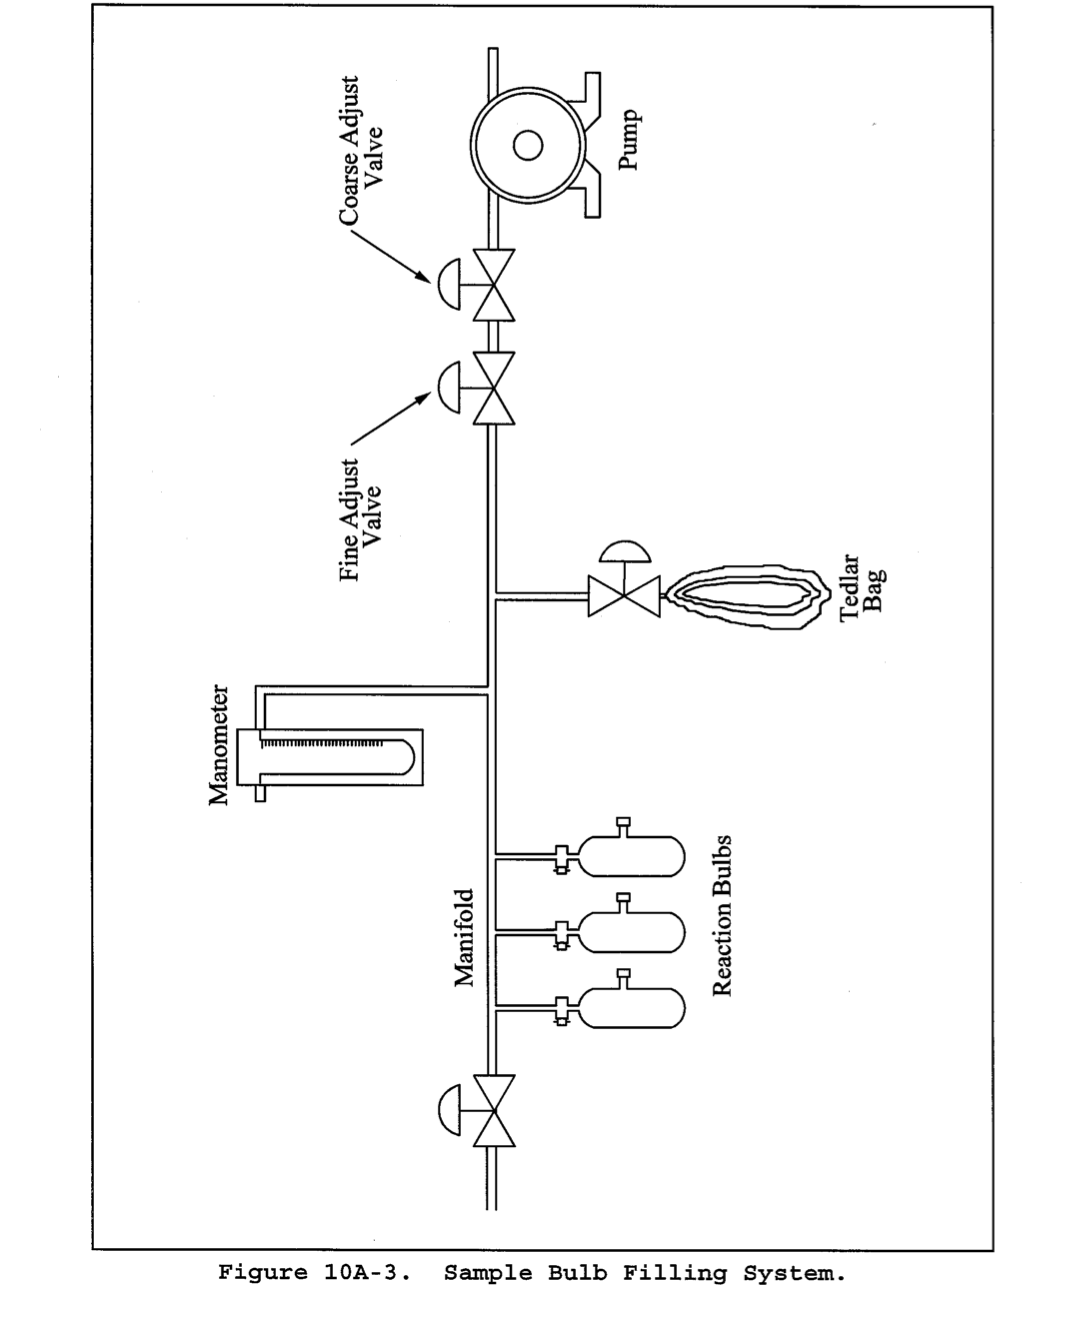 Coarse Adjust
Valve
Pump
Fine Adjust
Valve
Tedlar
Bag
Manometer
Manifold
Reaction Bulbs
Figure 10A-3. Sample Bulb Filling System.